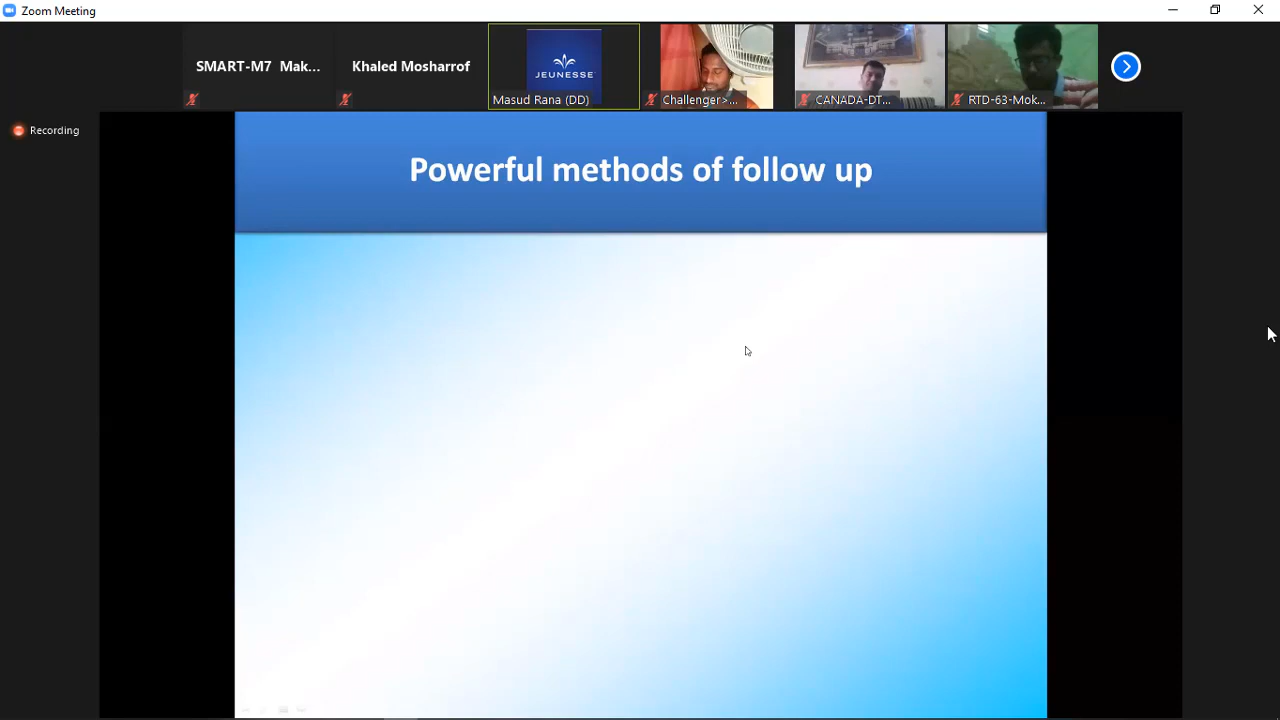 Zoom Meeting
SMART-M7 Mak...
Khaled Mosharrof
JEUNESSE
Masud Rana (DD)
Challenger>...
CANADA-DT...
RTD-63-Mok...
Recording
Powerful methods of follow up